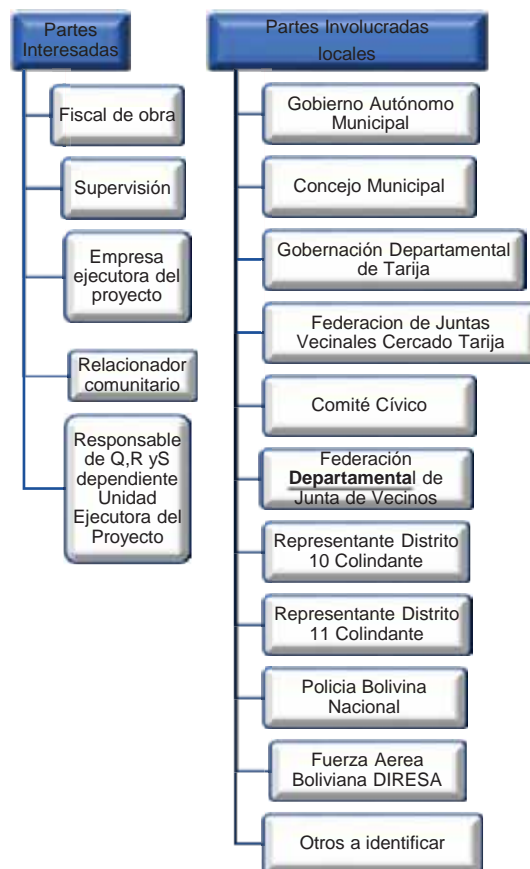 Partes
Interesadas
Fiscal de obra
Supervisión
Empresa
ejecutora del
proyecto
Relacionador
comunitario
Responsable
de Q,R yS
dependiente
Unidad
Ejecutora del
Proyecto
Partes Involucradas
locales
Gobierno Autónomo
Municipal
Concejo Municipal
Gobernación Departamental
de Tarija
Federacion de Juntas
Vecinales Cercado Tarija
Comité Cívico
Federación
Departamental de
Junta de Vecinos
Representante Distrito
10 Colindante
Representante Distrito
11 Colindante
Policia Bolivina
Nacional
Fuerza Aerea
Boliviana DIRESA
Otros a identificar